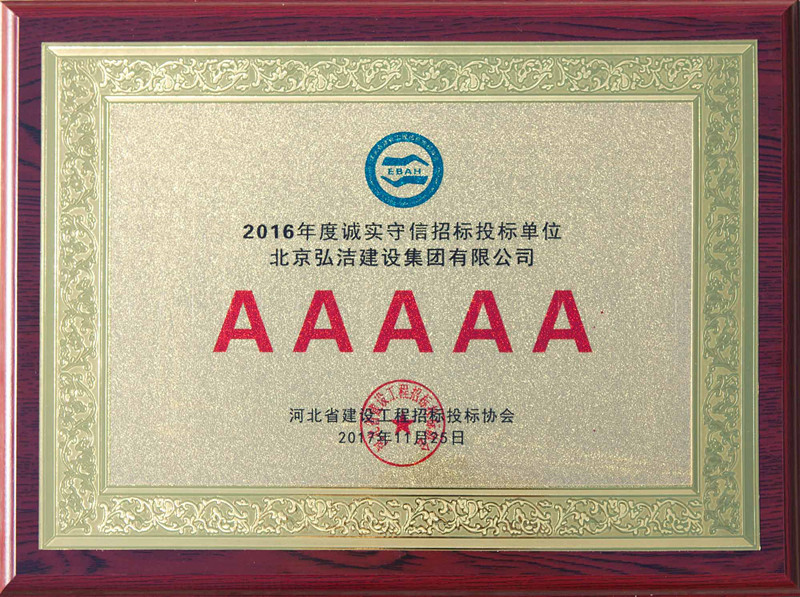 EBAH
2016年度诚实守信招标投标单位
北京弘洁建设集团有限公司
AAAAA
河北省建设工程招标投标协会
2017年11月25日